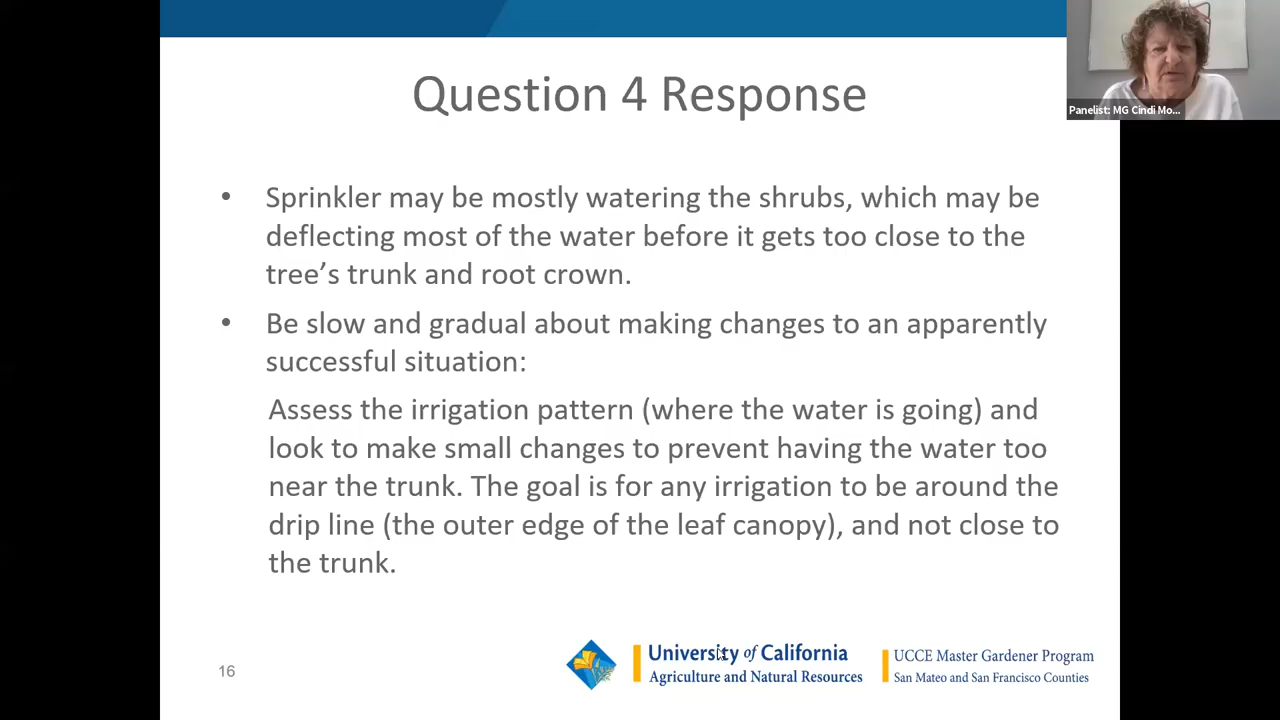 Question 4 Response
Panelist: MG Cindi Mo...
• Sprinkler may be mostly watering the shrubs, which may be
deflecting most of the water before it gets too close to the
tree’s trunk and root crown.
• Be slow and gradual about making changes to an apparently
successful situation:
Assess the irrigation pattern (where the water is going) and
look to make small changes to prevent having the water too
near the trunk. The goal is for any irrigation to be around the
drip line (the outer edge of the leaf canopy), and not close to
the trunk.
16
University of California
Agriculture and Natural Resources
UCCE Master Gardener Program
San Mateo and San Francisco Counties